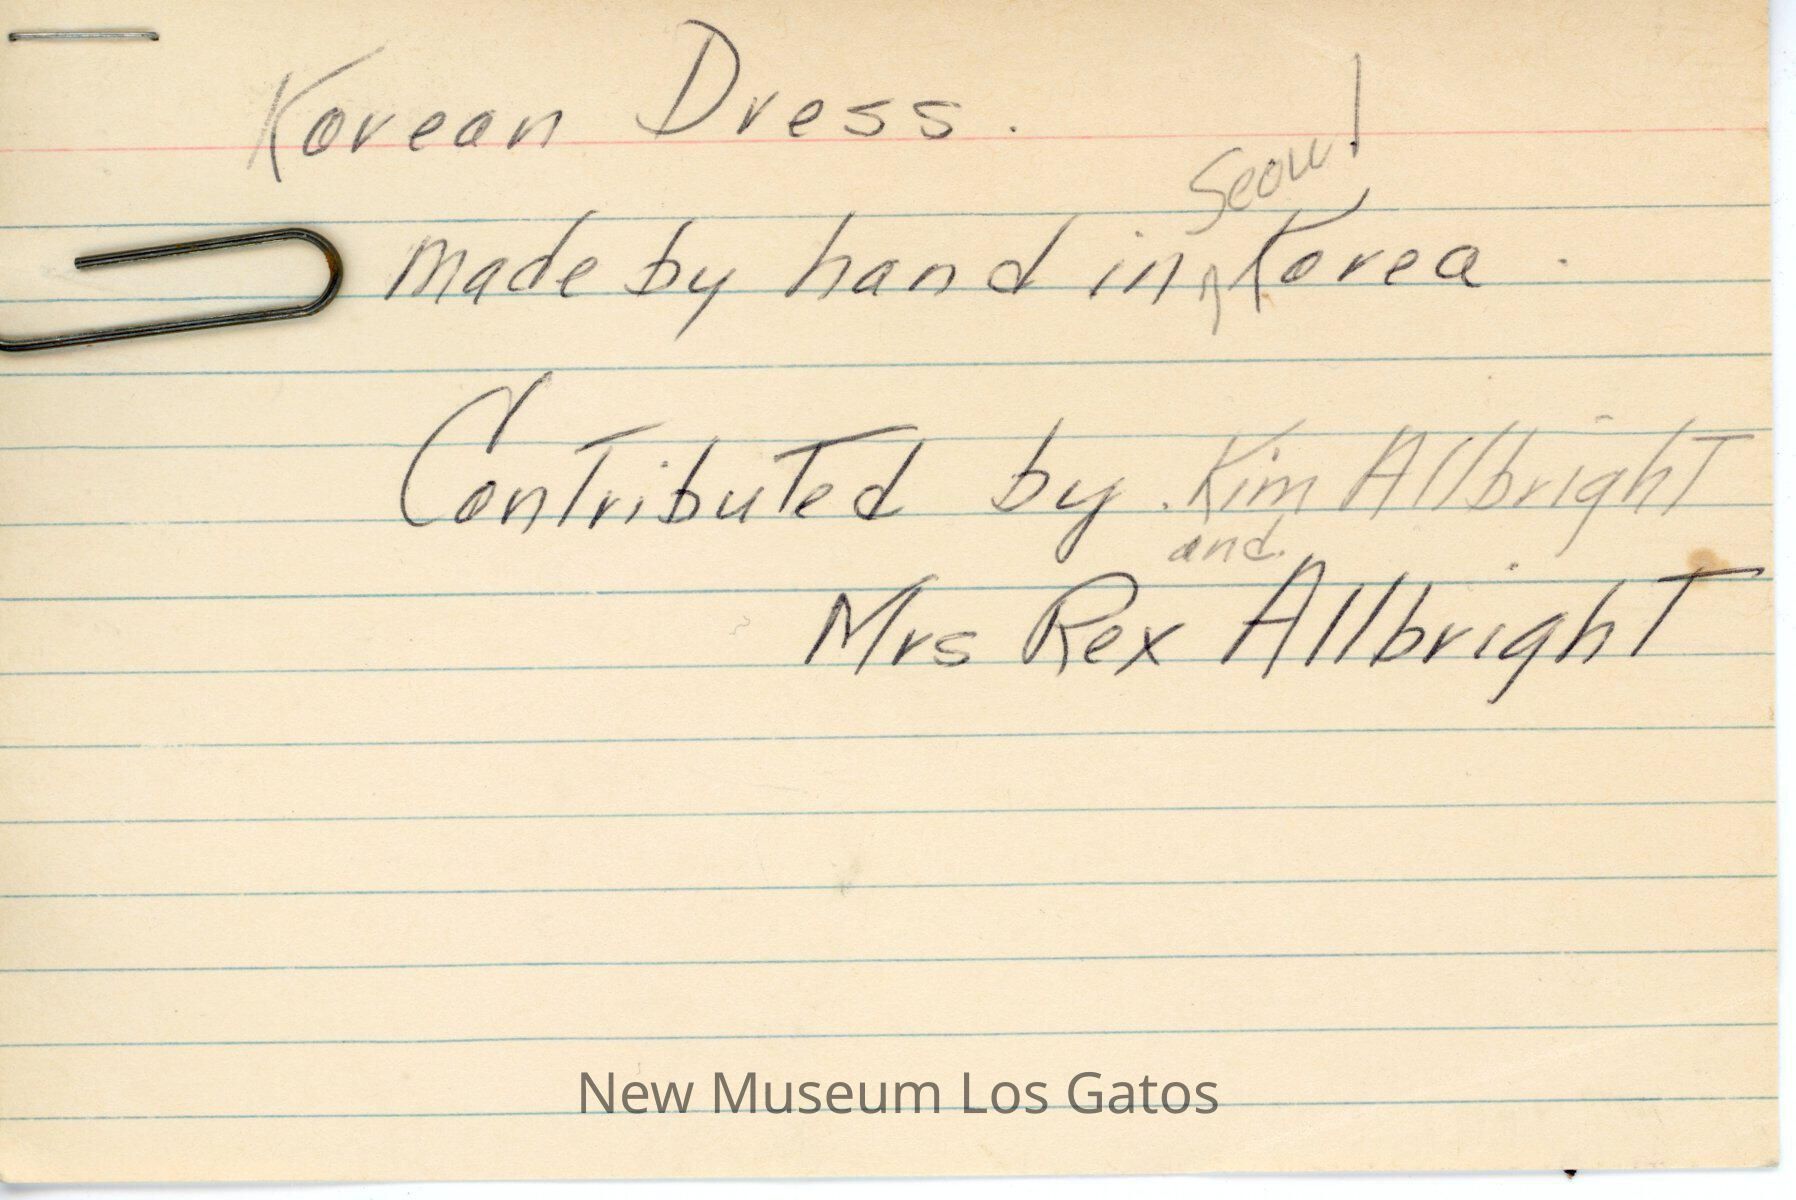 Korean Dress.
Seoul
made by hand in ^ Korea.
Contributed by. Kim Allbright
and.
Mrs Rex Allbright
New Museum Los Gatos